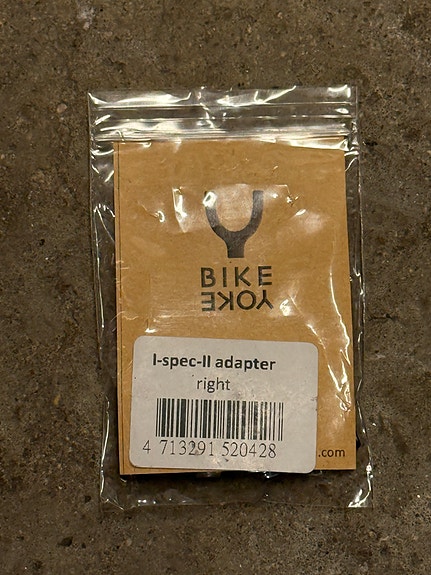 BIKE
YOKE
I-spec-II adapter
right
4 713291 520428
.com